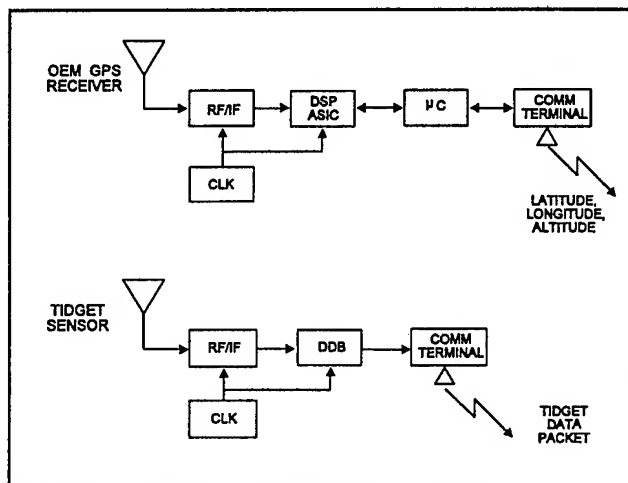 OEM GPS
RECEIVER
RF/IF
DSP
ASIC
µC
COMM
TERMINAL
CLK
LATITUDE,
LONGITUDE,
ALTITUDE
TIDGET
SENSOR
RF/IF
DDB
COMM
TERMINAL
CLK
TIDGET
DATA
PACKET